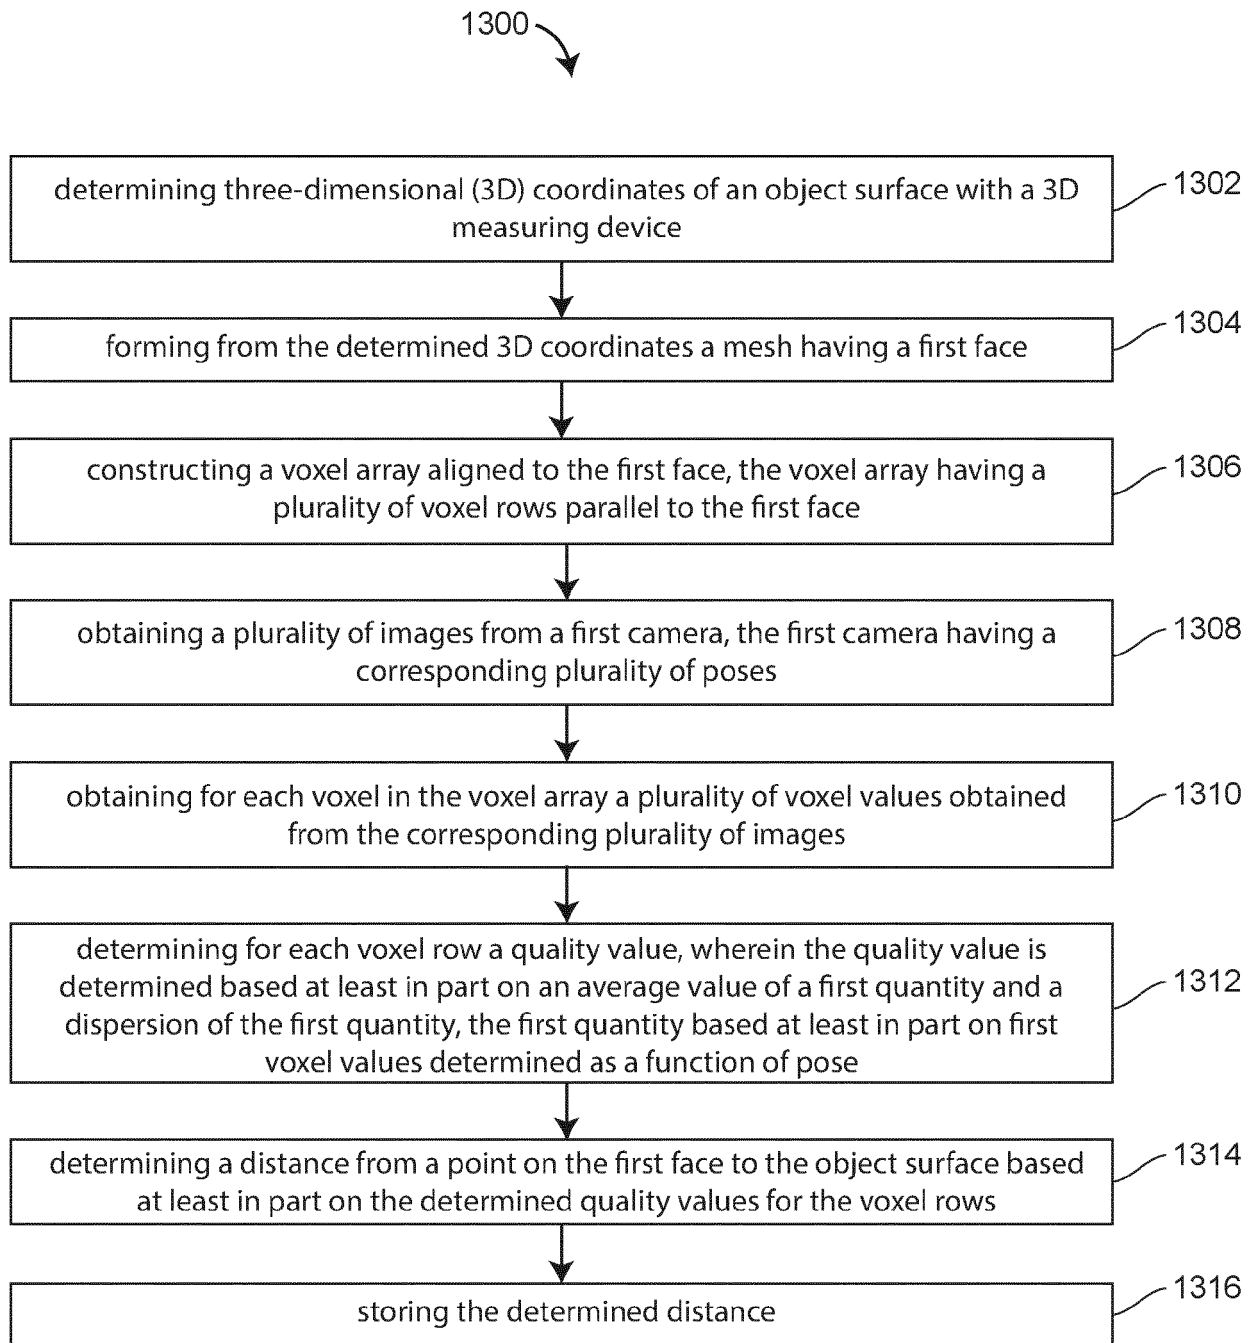 1300
determining three-dimensional (3D) coordinates of an object surface with a 3D
measuring device
1302
forming from the determined 3D coordinates a mesh having a first face
1304
constructing a voxel array aligned to the first face, the voxel array having a
plurality of voxel rows parallel to the first face
1306
obtaining a plurality of images from a first camera, the first camera having a
corresponding plurality of poses
1308
obtaining for each voxel in the voxel array a plurality of voxel values obtained
from the corresponding plurality of images
1310
determining for each voxel row a quality value, wherein the quality value is
determined based at least in part on an average value of a first quantity and a
dispersion of the first quantity, the first quantity based at least in part on first
voxel values determined as a function of pose
1312
determining a distance from a point on the first face to the object surface based
at least in part on the determined quality values for the voxel rows
1314
storing the determined distance
1316